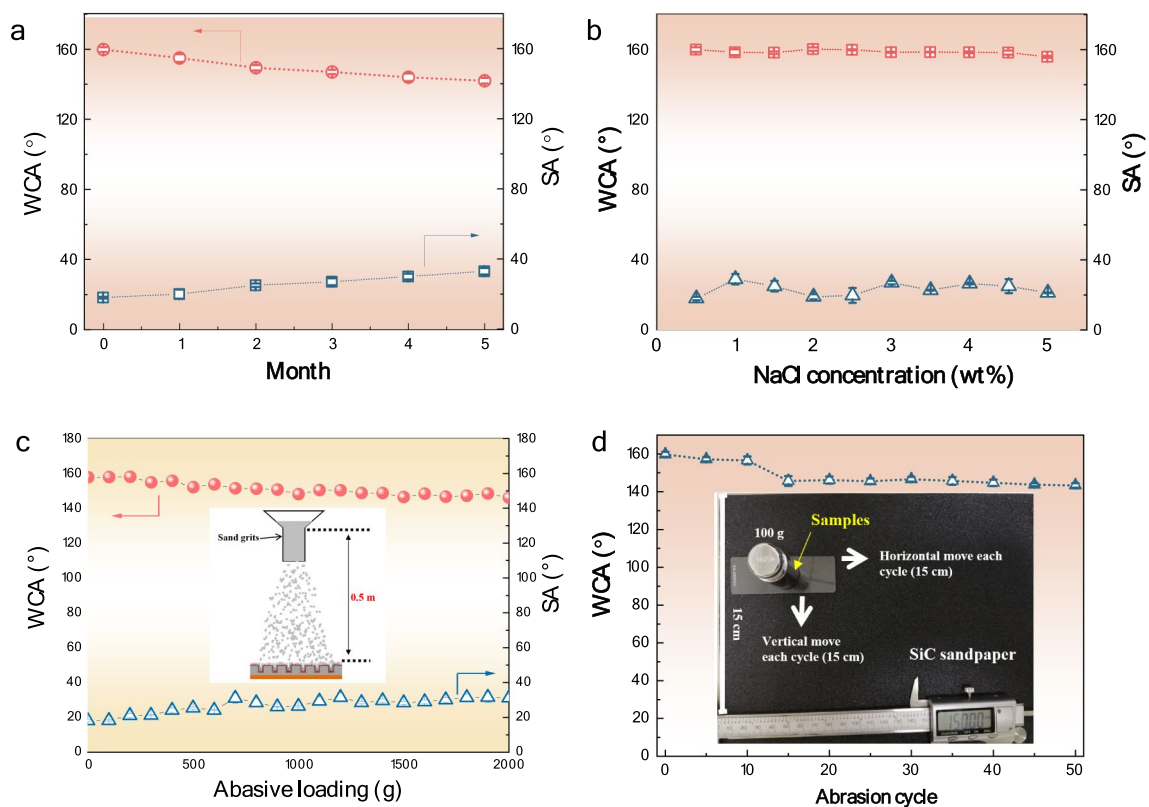 a
WCA (°)
160
120
80
40
0
SA (°)
160
120
80
40
0
0 1 2 3 4 5
Month
b
WCA (°)
160
120
80
40
0
SA (°)
160
120
80
40
0
0 1 2 3 4 5
NaCl concentration (wt%)
c
WCA (°)
180
160
140
120
100
80
60
40
20
0
Sand grits
0.5 m
SA (°)
180
160
140
120
100
80
60
40
20
0
0 500 1000 1500 2000
Abasive loading (g)
d
WCA (°)
160
140
120
100
80
60
40
20
0
Samples
100 g
Horizontal move each
cycle (15 cm)
15 cm
Vertical move
each cycle (15 cm)
SiC sandpaper
150.00
0 10 20 30 40 50
Abrasion cycle